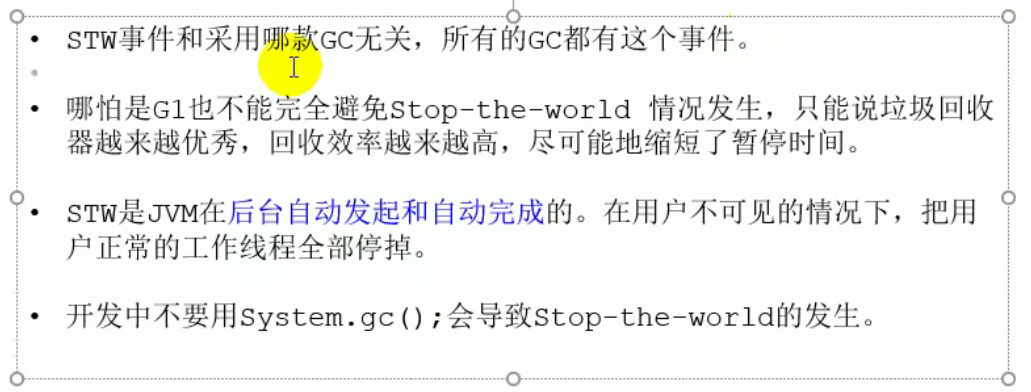 • STW事件和采用哪款GC无关，所有的GC都有这个事件。
• 哪怕是G1也不能完全避免Stop-the-world 情况发生，只能说垃圾回收
器越来越优秀，回收效率越来越高，尽可能地缩短了暂停时间。
• STW是JVM在后台自动发起和自动完成的。在用户不可见的情况下，把用
户正常的工作线程全部停掉。
• 开发中不要用System.gc();会导致Stop-the-world的发生。